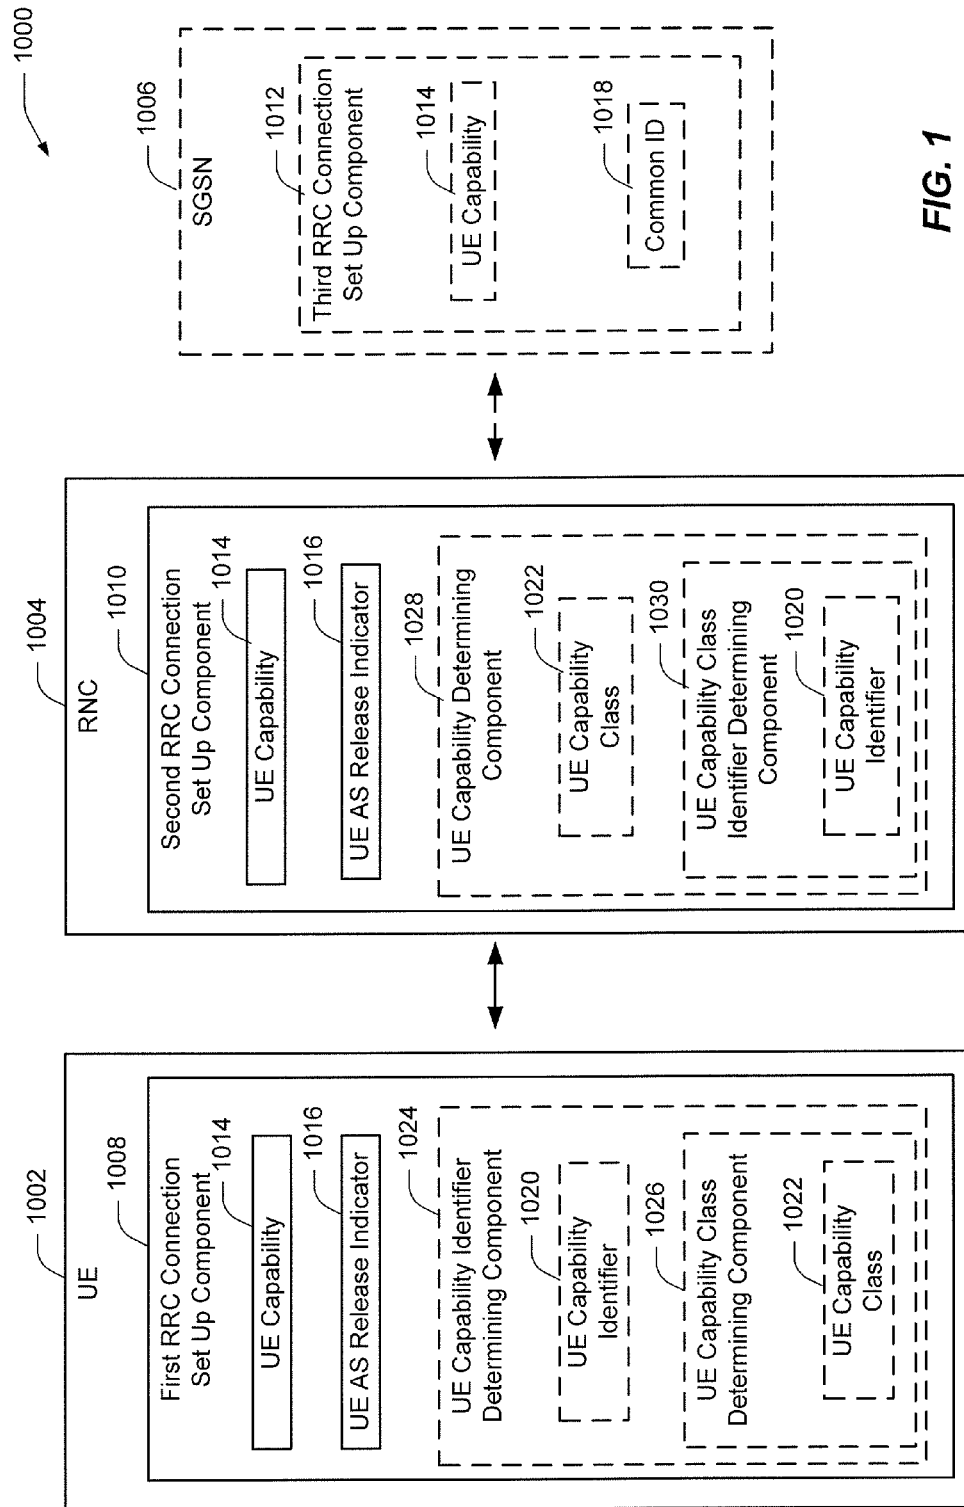 1000
1002
UE
1008
First RRC Connection
Set Up Component
1014
UE Capability
1016
UE AS Release Indicator
1024
UE Capability Identifier
Determining Component
1020
UE Capability
Identifier
1026
UE Capability Class
Determining Component
1022
UE Capability
Class
1004
RNC
1010
Second RRC Connection
Set Up Component
1014
UE Capability
1016
UE AS Release Indicator
1028
UE Capability Determining
Component
1022
UE Capability
Class
1030
UE Capability Class
Identifier Determining
Component
1020
UE Capability
Identifier
1006
SGSN
1012
Third RRC Connection
Set Up Component
1014
UE Capability
1018
Common ID
FIG. 1